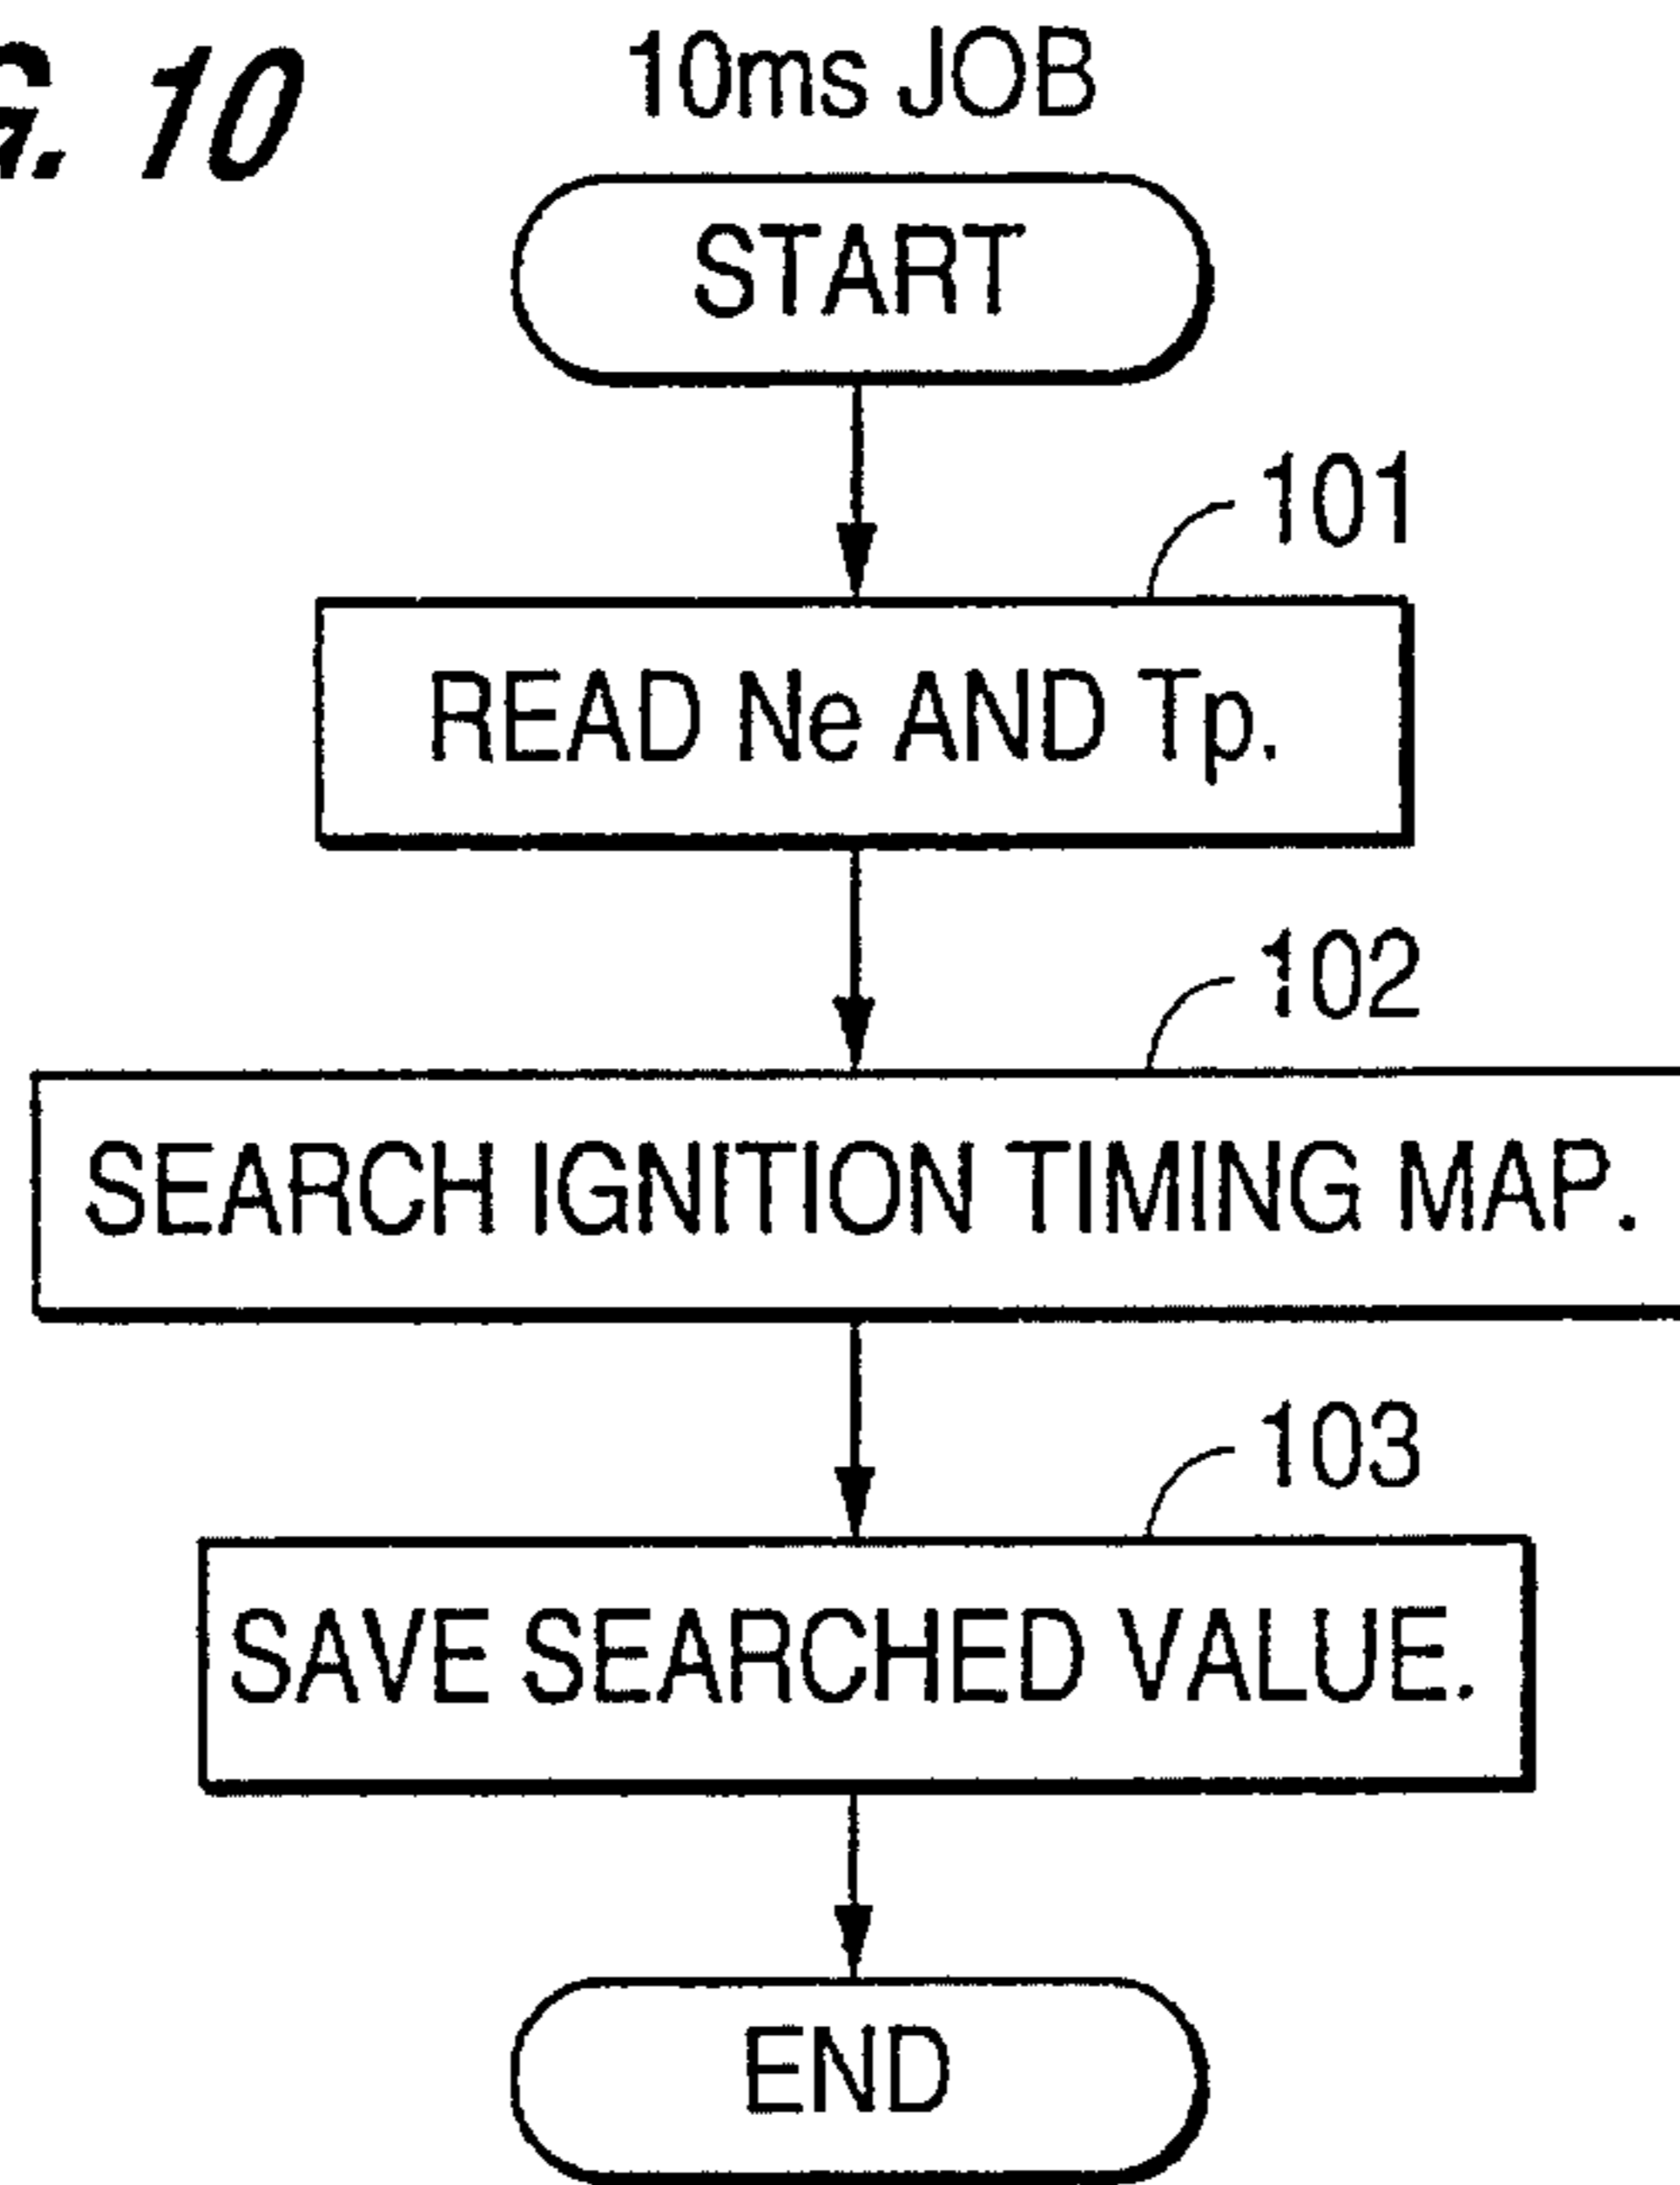 G. 10
10ms JOB
START
101
READ Ne AND Tp.
102
SEARCH IGNITION TIMING MAP.
103
SAVE SEARCHED VALUE.
END